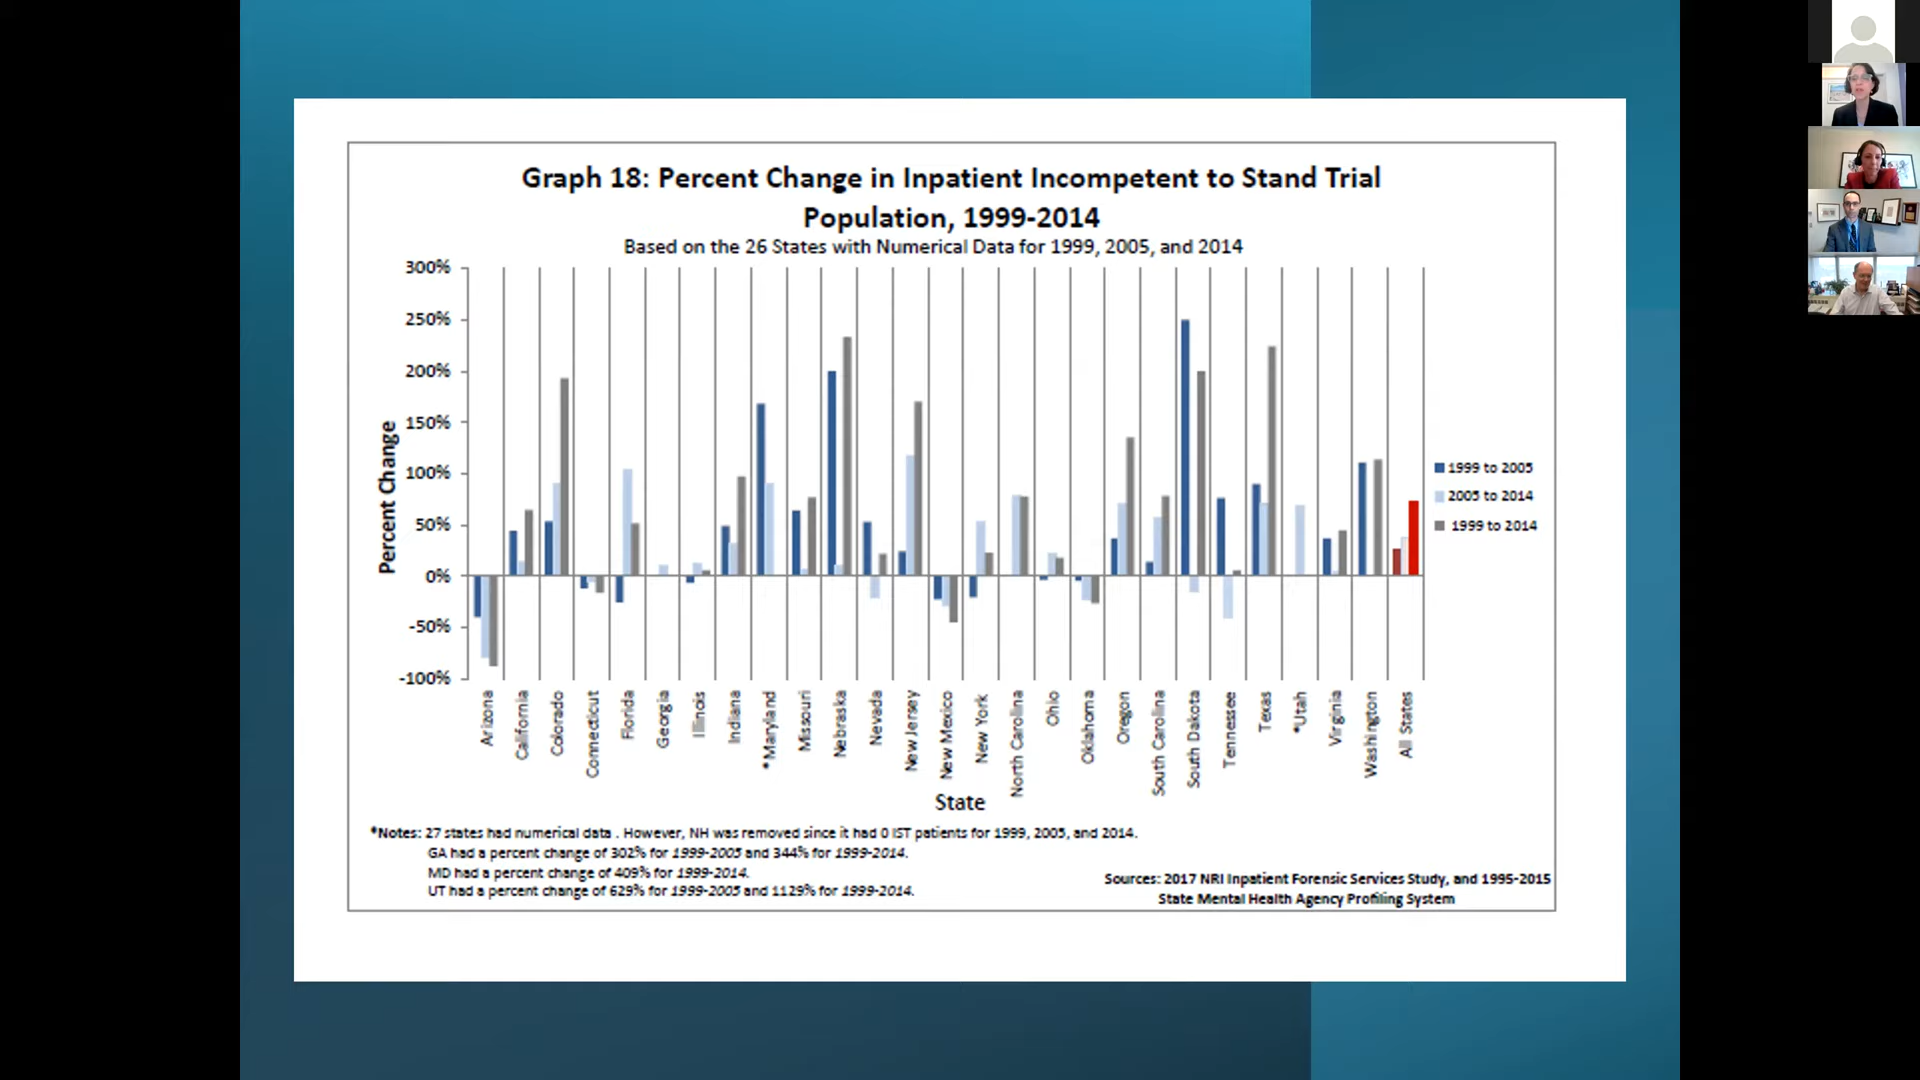 Graph 18: Percent Change in Inpatient Incompetent to Stand Trial
Population, 1999-2014
Based on the 26 States with Numerical Data for 1999, 2005, and 2014
300%
250%
200%
150%
100%
50%
0%
-50%
-100%
Percent Change
1999 to 2005
2005 to 2014
1999 to 2014
Arizona
California
Colorado
Connecticut
Florida
Georgia
Illinois
Indiana
*Maryland
Missouri
Nebraska
Nevada
New Jersey
New Mexico
New York
North Carolina
Ohio
Oklahoma
Oregon
South Carolina
South Dakota
Tennessee
Texas
*Utah
Virginia
Washington
All States
State
*Notes: 27 states had numerical data . However, NH was removed since it had 0 IST patients for 1999, 2005, and 2014.
GA had a percent change of 302% for 1999-2005 and 344% for 1999-2014.
MD had a percent change of 409% for 1999-2014.
UT had a percent change of 629% for 1999-2005 and 1129% for 1999-2014.
Sources: 2017 NRI Inpatient Forensic Services Study, and 1995-2015
State Mental Health Agency Profiling System